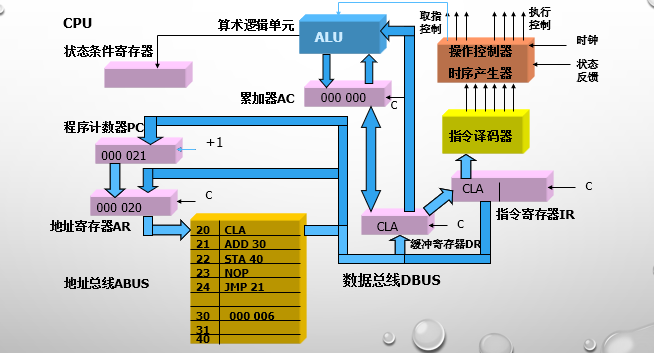 CPU
算术逻辑单元
ALU
取指
控制
执行
控制
状态条件寄存器
操作控制器
时序产生器
时钟
状态
反馈
累加器AC
000 000
C
程序计数器PC
+1
000 021
指令译码器
000 020
C
CLA
C
指令寄存器IR
地址寄存器AR
CLA
C
缓冲寄存器DR
20 CLA
21 ADD 30
22 STA 40
23 NOP
24 JMP 21
30 000 006
31
40
地址总线ABUS
数据总线DBUS